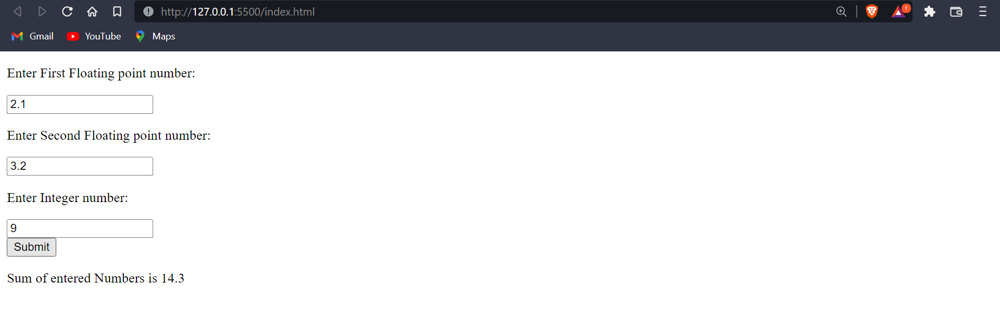 http://127.0.0.1:5500/index.html
1
Gmail YouTube Maps
Enter First Floating point number:
2.1
Enter Second Floating point number:
3.2
Enter Integer number:
9
Submit
Sum of entered Numbers is 14.3